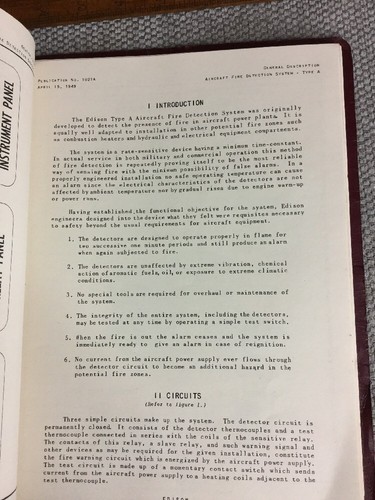 INSTRUMENT PANEL
PANEL
PUBLICATION NO. 3021A
APRIL 15, 1948
GENERAL DESCRIPTION
AIRCRAFT FIRE DETECTION SYSTEM - TYPE A
I INTRODUCTION
The Edison Type A Aircraft Fire Detection System was originally
developed to detect the presence of fire in aircraft power plants. It is
equally well adapted to installation in other potential fire zones such
as combustion heaters and hydraulic and electrical equipment compartments.
The system is a rate-sensitive device having a minimum time-constant.
In actual service in both military and commercial operation this method
of fire detection is repeatedly proving itself to be the most reliable
way of sensing fire with the minimum possibility of false alarms. In a
properly engineered installation no safe operating temperature can cause
an alarm since the electrical characteristics of the detectors are not
affected by ambient temperature nor by gradual rises due to engine warm-up
or power runs.
Having established the functional objective for the system, Edison
engineers designed into the device what they felt were requisites necessary
to safety beyond the usual requirements for aircraft equipment.
1. The detectors are designed to operate properly in flame for
two successive one minute periods and still produce an alarm
when again subjected to fire.
2. The detectors are unaffected by extreme vibration, chemical
action of aromatic fuels, oil, or exposure to extreme climatic
conditions.
3. No special tools are required for overhaul or maintenance of
the system.
4. The integrity of the entire system, including the detectors,
may be tested at any time by operating a simple test switch.
5. When the fire is out the alarm ceases and the system is
immediately ready to give an alarm in case of reignition.
6. No current from the aircraft power supply ever flows through
the detector circuit to become an additional hazard in the
potential fire zones.
II CIRCUITS
(Refer to Figure 1.)
Three simple circuits make up the system. The detector circuit is
permanently closed. It consists of the detector thermocouples and a test
thermocouple connected in series with the coils of the sensitive relay.
The contacts of this relay, a slave relay, and such warning signal and
other devices as may be required for the given installation, constitute
the fire warning circuit which is energized by the aircraft power supply.
The test circuit is made up of a momentary contact switch which sends
current from the aircraft power supply to a heating coils adjacent to the
test thermocouple.
EDISON